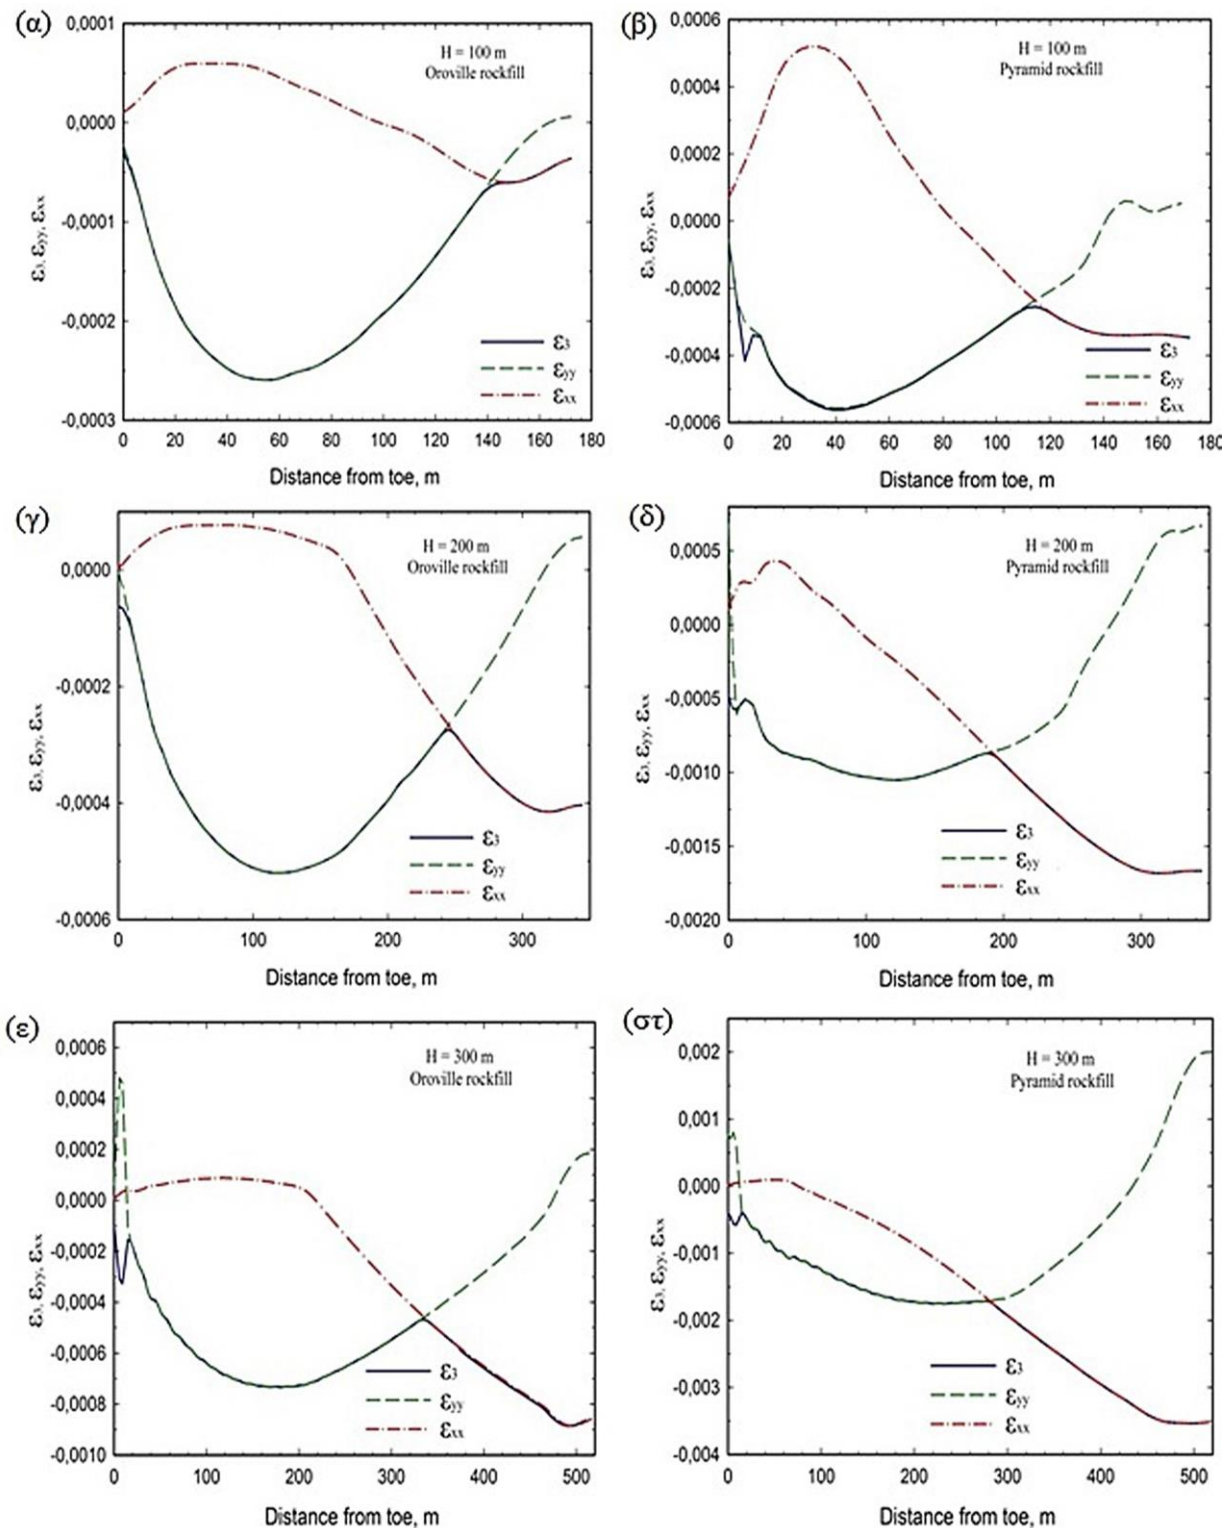 (α)
0,0001
0,0000
-0,0001
-0,0002
-0,0003
ε3, εyy, εxx
H = 100 m
Oroville rockfill
ε3
εyy
εxx
0 20 40 60 80 100 120 140 160 180
Distance from toe, m
(β)
0,0006
0,0004
0,0002
0,0000
-0,0002
-0,0004
-0,0006
ε3, εyy, εxx
H = 100 m
Pyramid rockfill
ε3
εyy
εxx
0 20 40 60 80 100 120 140 160 180
Distance from toe, m
(γ)
0,0000
-0,0002
-0,0004
-0,0006
ε3, εyy, εxx
H = 200 m
Oroville rockfill
ε3
εyy
εxx
0 100 200 300
Distance from toe, m
(δ)
0,0005
0,0000
-0,0005
-0,0010
-0,0015
-0,0020
ε3, εyy, εxx
H = 200 m
Pyramid rockfill
ε3
εyy
εxx
0 100 200 300
Distance from toe, m
(ε)
0,0006
0,0004
0,0002
0,0000
-0,0002
-0,0004
-0,0006
-0,0008
-0,0010
ε3, εyy, εxx
H = 300 m
Oroville rockfill
ε3
εyy
εxx
0 100 200 300 400 500
Distance from toe, m
(στ)
0,002
0,001
0,000
-0,001
-0,002
-0,003
-0,004
ε3, εyy, εxx
H = 300 m
Pyramid rockfill
ε3
εyy
εxx
0 100 200 300 400 500
Distance from toe, m